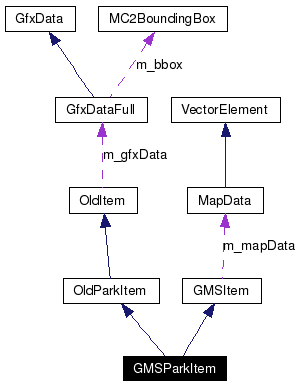 GfxData
MC2BoundingBox
m_bbox
GfxDataFull
VectorElement
m_gfxData
OldItem
MapData
m_mapData
OldParkItem
GMSItem
GMSParkItem